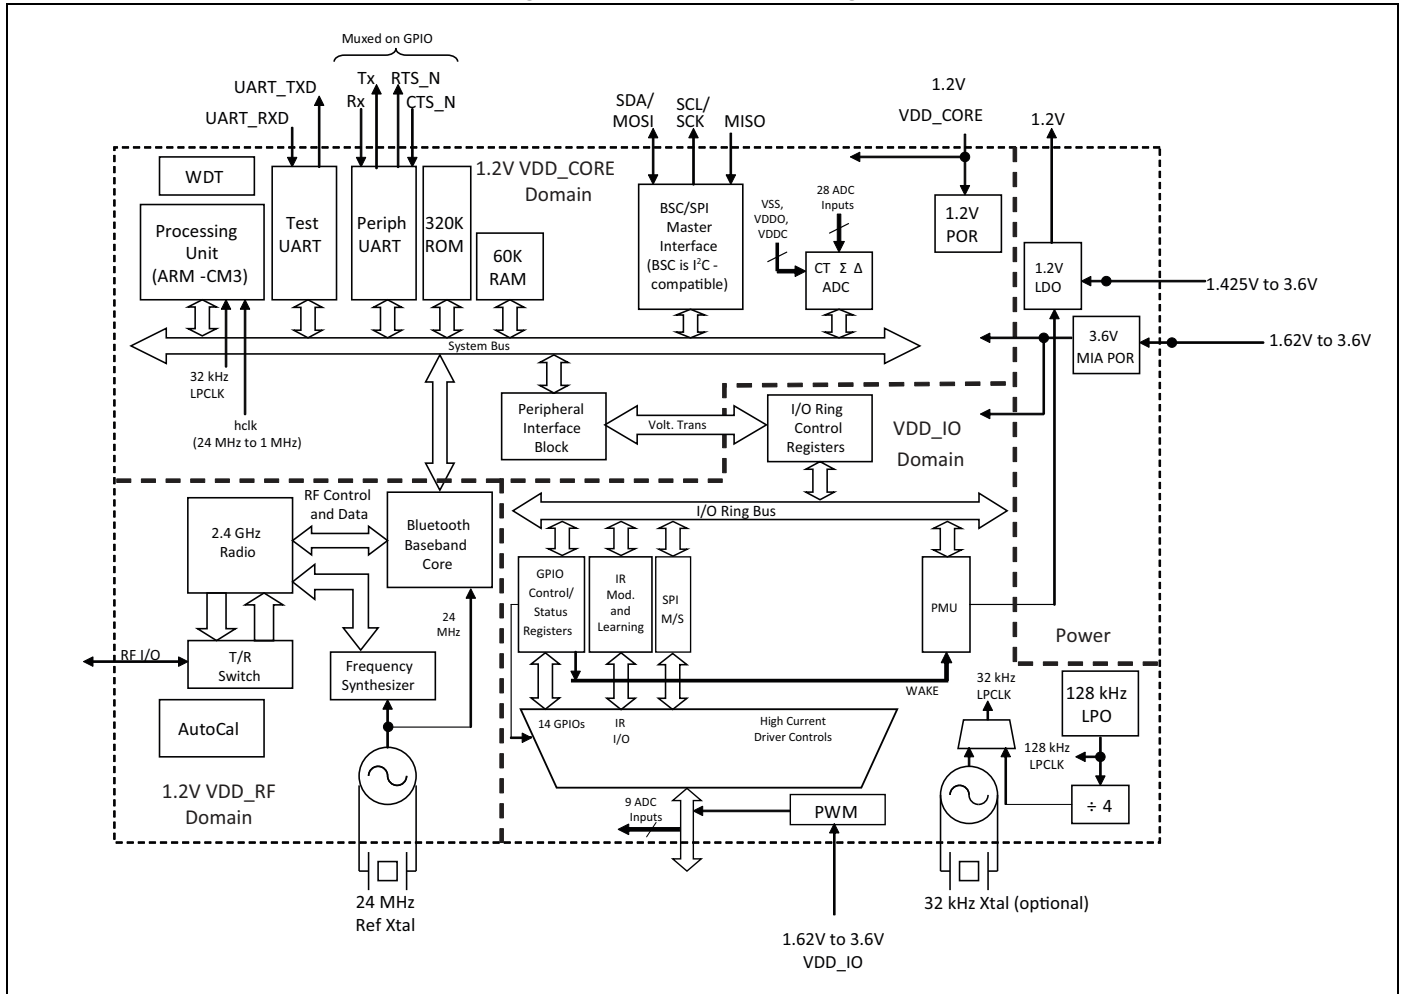 Muxed on GPIO
UART_TXD
Tx
RTS_N
Rx
CTS_N
UART_RXD
SDA/
MOSI
SCL/
SCK
MISO
1.2V
VDD_CORE
1.2V
WDT
1.2V VDD_CORE
Domain
Processing
Unit
(ARM -CM3)
Test
UART
Periph
UART
320K
ROM
60K
RAM
BSC/SPI
Master
Interface
(BSC is I²C -
compatible)
VSS,
VDDO,
VDDC
28 ADC
Inputs
CT Σ Δ
ADC
1.2V
POR
1.2V
LDO
1.425V to 3.6V
3.6V
MIA POR
1.62V to 3.6V
System Bus
32 kHz
LPCLK
hclk
(24 MHz to 1 MHz)
Peripheral
Interface
Block
Volt. Trans
I/O Ring
Control
Registers
VDD_IO
Domain
RF Control
and Data
2.4 GHz
Radio
Bluetooth
Baseband
Core
I/O Ring Bus
GPIO
Control/
Status
Registers
IR
Mod.
and
Learning
SPI
M/S
PMU
Power
24
MHz
RF I/O
T/R
Switch
Frequency
Synthesizer
WAKE
32 kHz
LPCLK
128 kHz
LPO
AutoCal
14 GPIOs
IR
I/O
High Current
Driver Controls
128 kHz
LPCLK
1.2V VDD_RF
Domain
9 ADC
Inputs
PWM
÷ 4
24 MHz
Ref Xtal
32 kHz Xtal (optional)
1.62V to 3.6V
VDD_IO